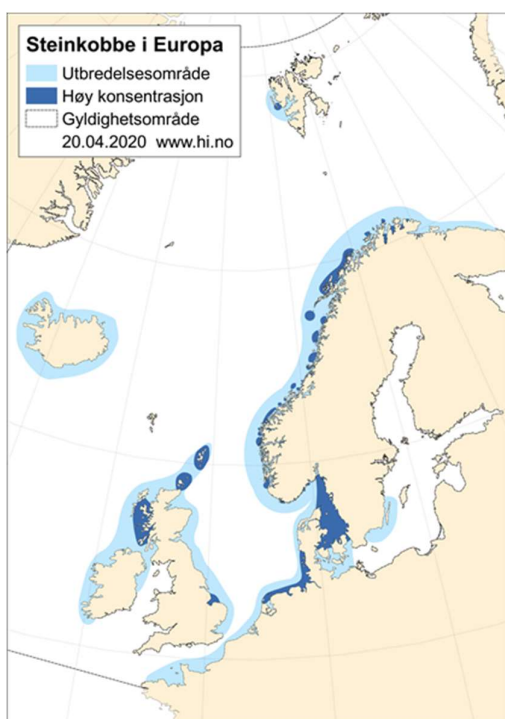 Steinkobbe i Europa
Utbredelsesområde
Høy konsentrasjon
Gyldighetsområde
20.04.2020 www.hi.no